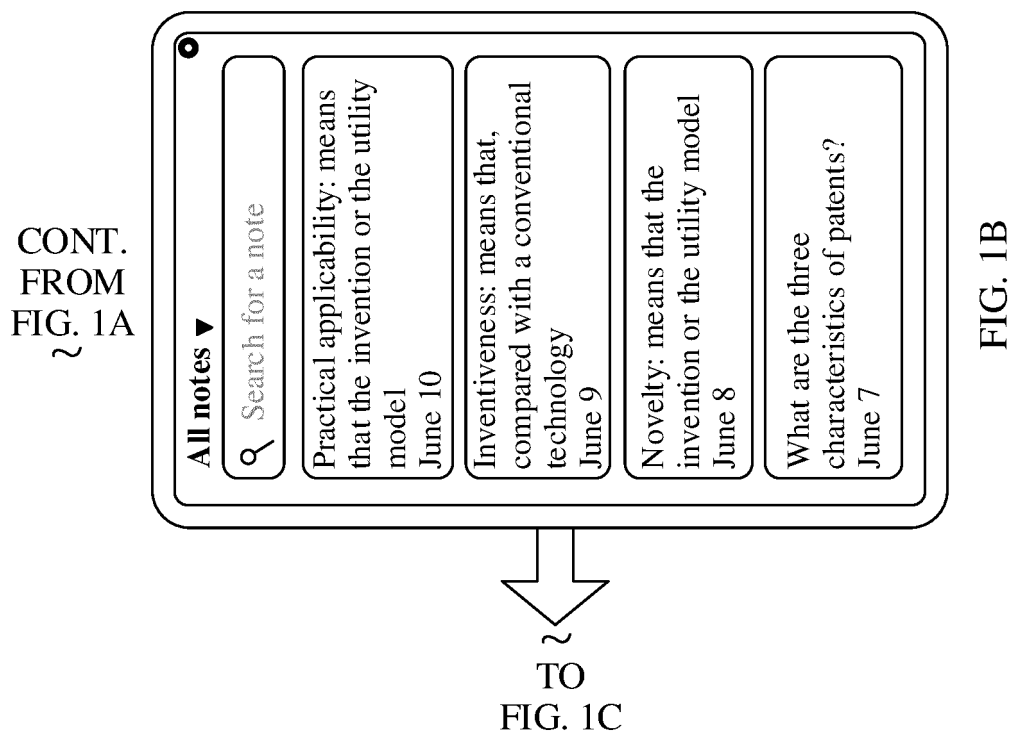 CONT.
FROM
FIG. 1A
~
All notes ▼
Search for a note
Practical applicability: means
that the invention or the utility
model
June 10
Inventiveness: means that,
compared with a conventional
technology
June 9
Novelty: means that the
invention or the utility model
June 8
What are the three
characteristics of patents?
June 7
~
TO
FIG. 1C
FIG. 1B